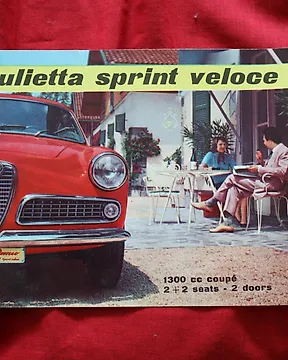 ulietta sprint veloce
1300 cc coupé
2 + 2 seats - 2 doors